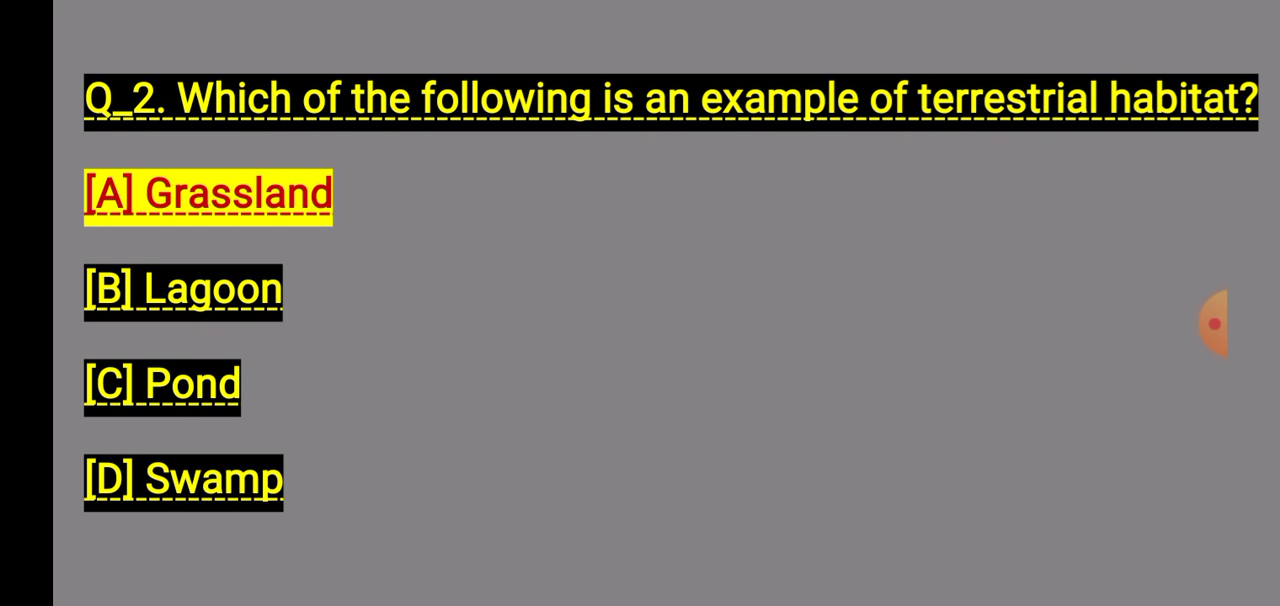 Q_2. Which of the following is an example of terrestrial habitat?
[A] Grassland
[B] Lagoon
[C] Pond
[D] Swamp